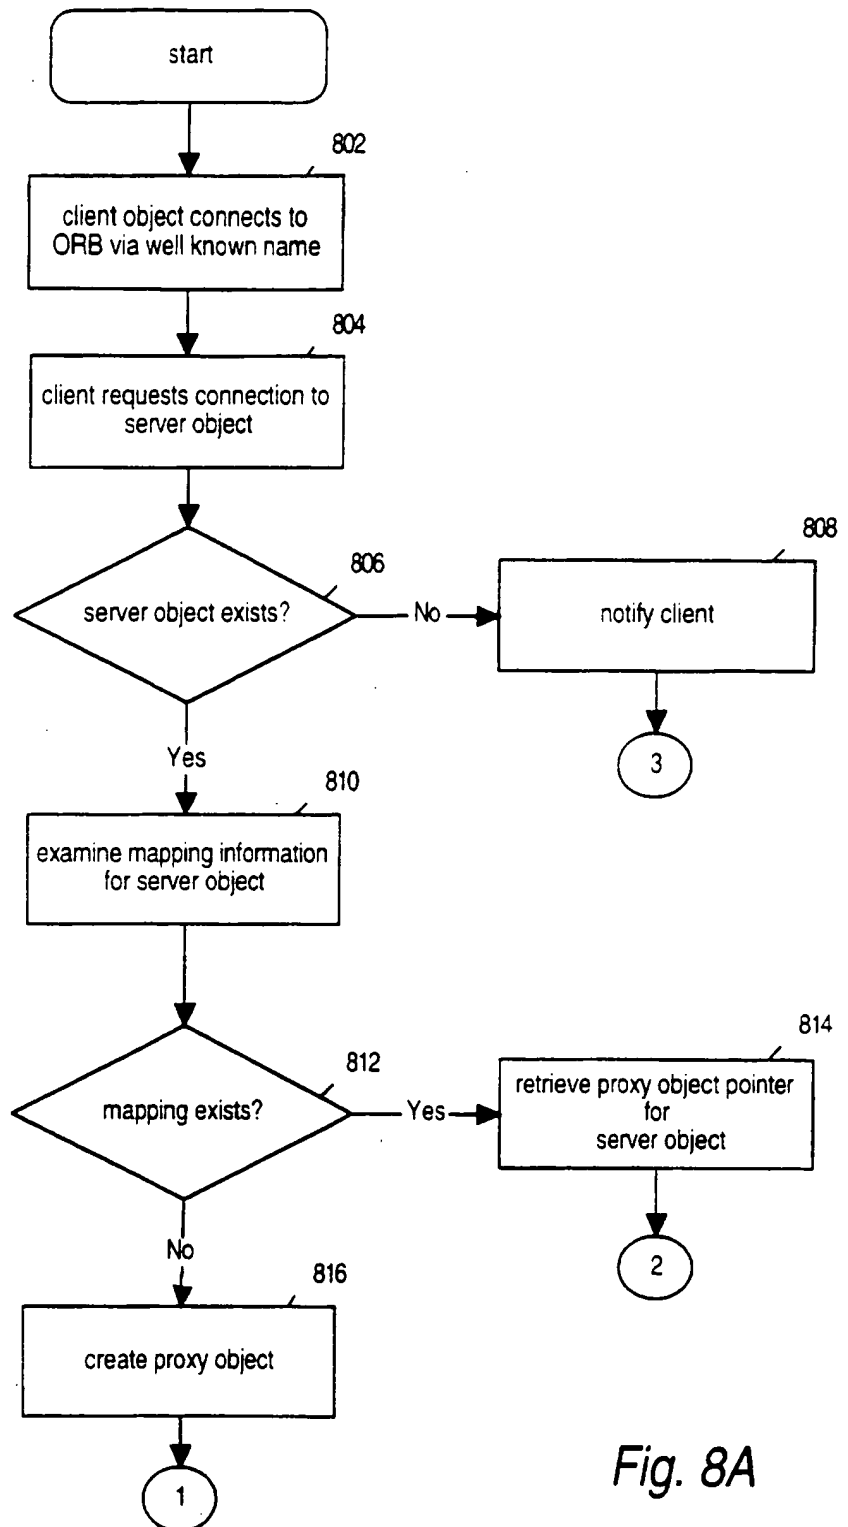 start
802
client object connects to
ORB via well known name
804
client requests connection to
server object
806
server object exists?
No
808
notify client
3
Yes
810
examine mapping information
for server object
812
mapping exists?
Yes
814
retrieve proxy object pointer
for
server object
2
No
816
create proxy object
1
Fig. 8A